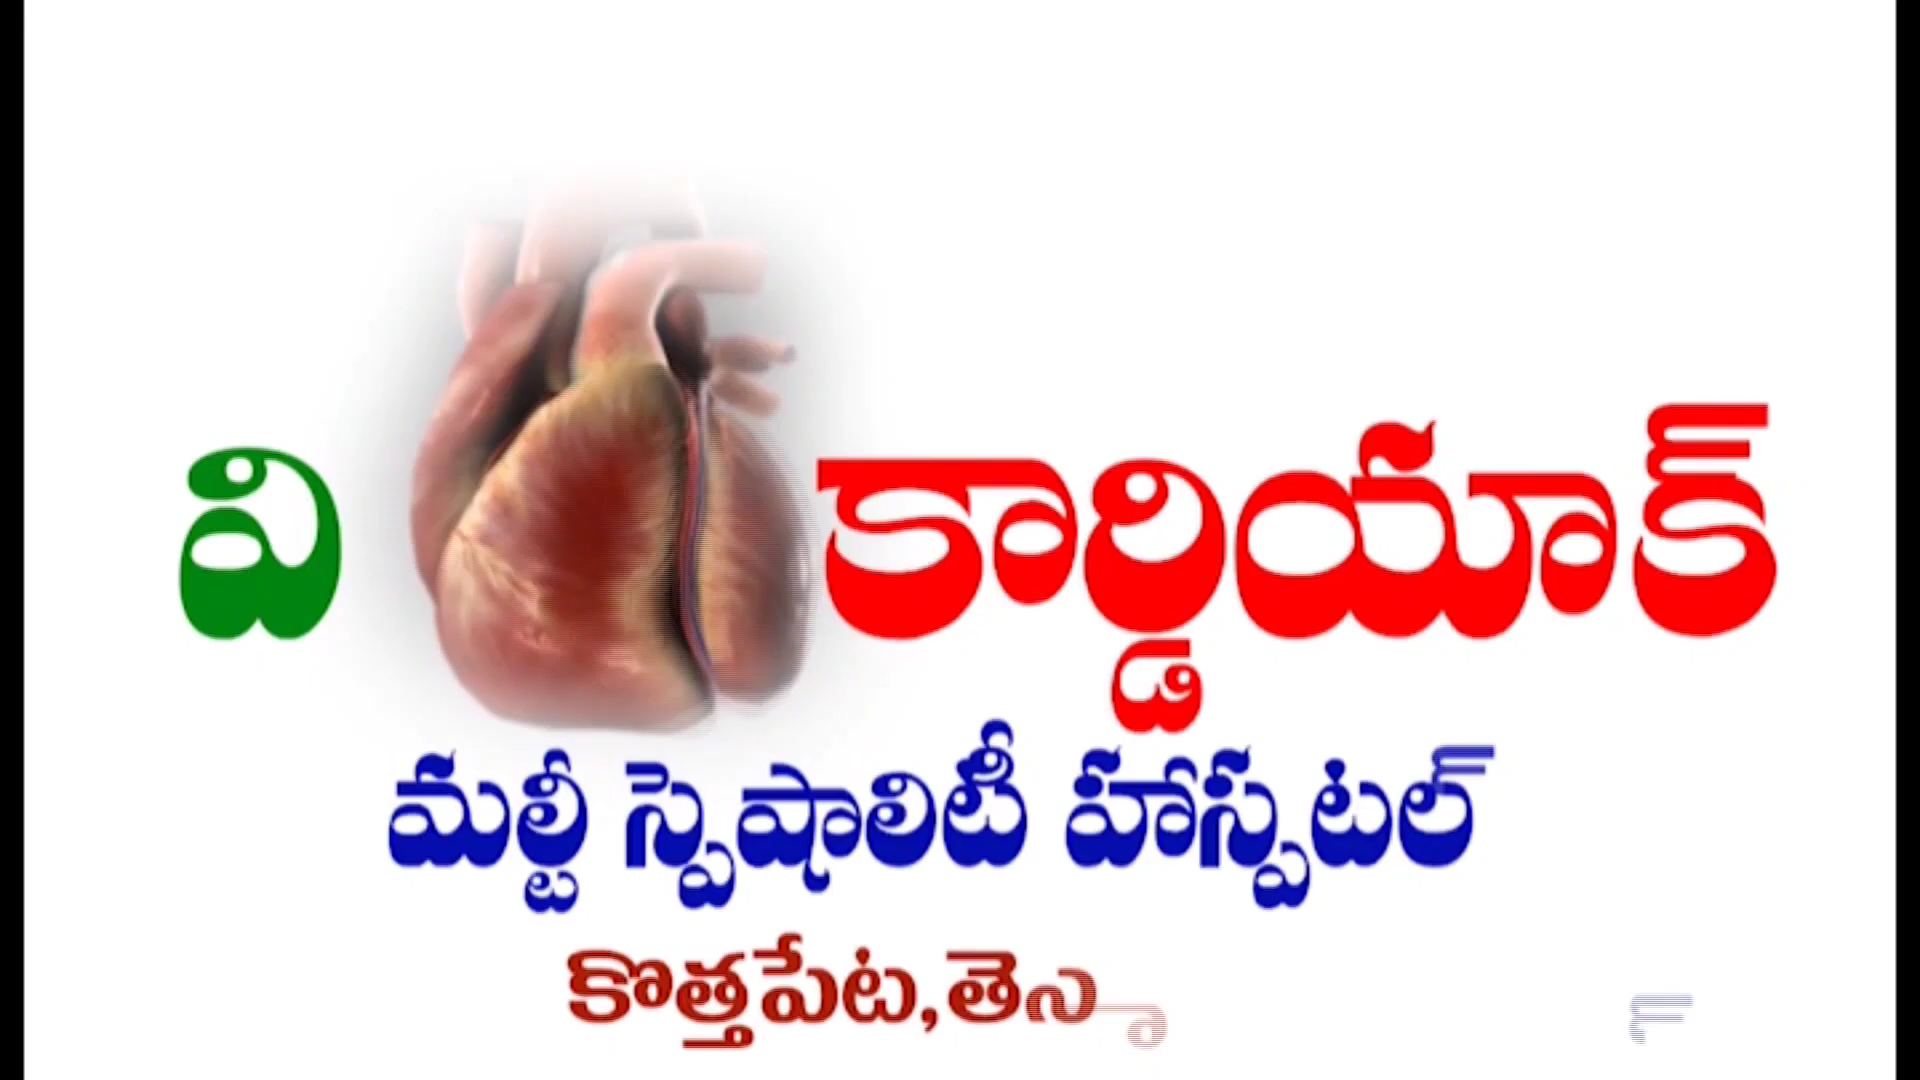 వి కార్డియాక్
మల్టీ స్పెషాలిటీ హాస్పటల్
కొత్తపేట,